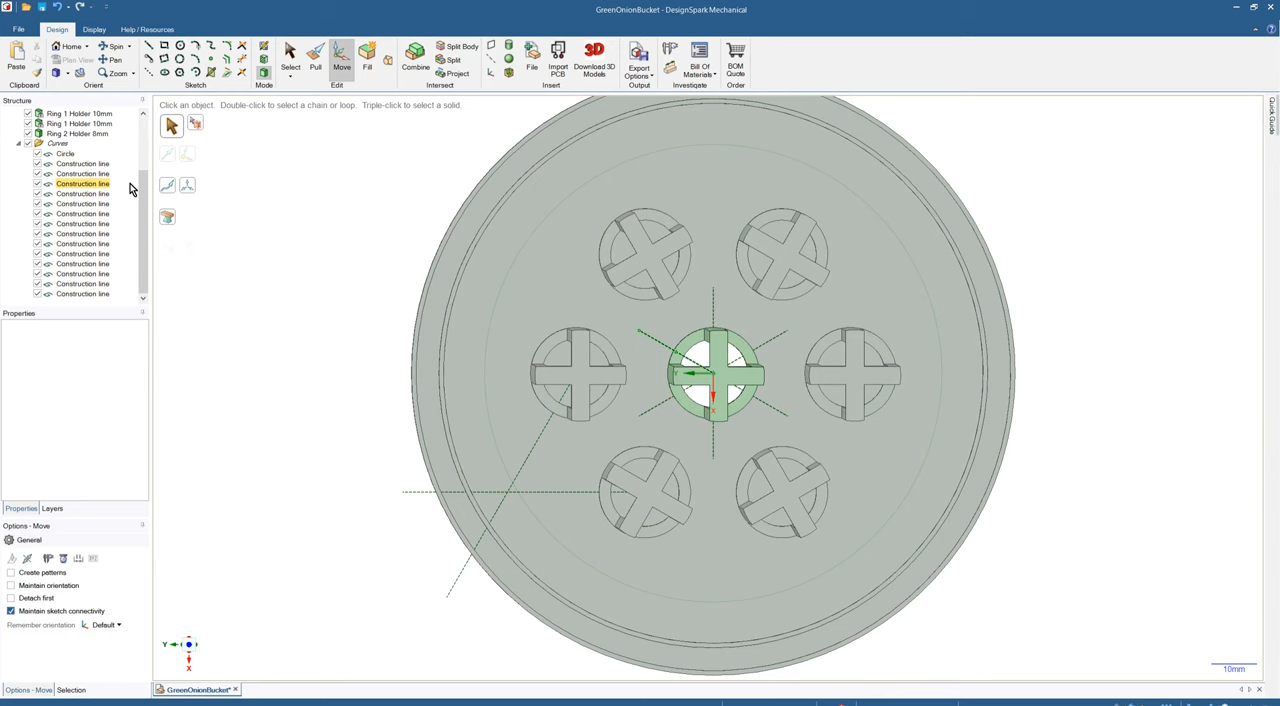 GreenOnionBucket - DesignSpark Mechanical
File
Design
Display
Help / Resources
Paste
Home
Plan View
Spin
Pan
Zoom
Select
Pull
Move
Fill
Combine
Split Body
Split
Project
File
Import PCB
Download 3D Models
Export Options
Bill Of Materials
BOM Quote
Clipboard
Orient
Sketch
Mode
Edit
Intersect
Insert
Output
Investigate
Order
Structure
Click an object. Double-click to select a chain or loop. Triple-click to select a solid.
Quick Guide
Ring 1 Holder 10mm
Ring 1 Holder 10mm
Ring 2 Holder 8mm
Curves
Circle
Construction line
Construction line
Construction line
Construction line
Construction line
Construction line
Construction line
Construction line
Construction line
Construction line
Construction line
Construction line
Construction line
Construction line
Y
X
Properties
Properties
Layers
Options - Move
General
Create patterns
Maintain orientation
Detach first
Maintain sketch connectivity
Remember orientation
Default
Y
X
10mm
Options - Move
Selection
GreenOnionBucket*